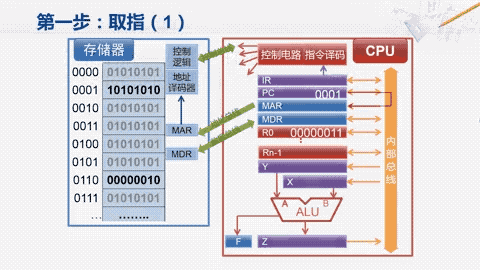 第一步：取指（1）
存储器
控制
逻辑
地址
译码器
0000 01010101
0001 10101010
0010 01010101
0011 01010101
0100 01010101
0101 01010101
0110 00000010
0111 01010101
... ........
MAR
MDR
CPU
控制电路 指令译码
IR
PC 0001
MAR
MDR
R0 00000011
Rn-1
Y
X
A B
ALU
F
Z
内部总线